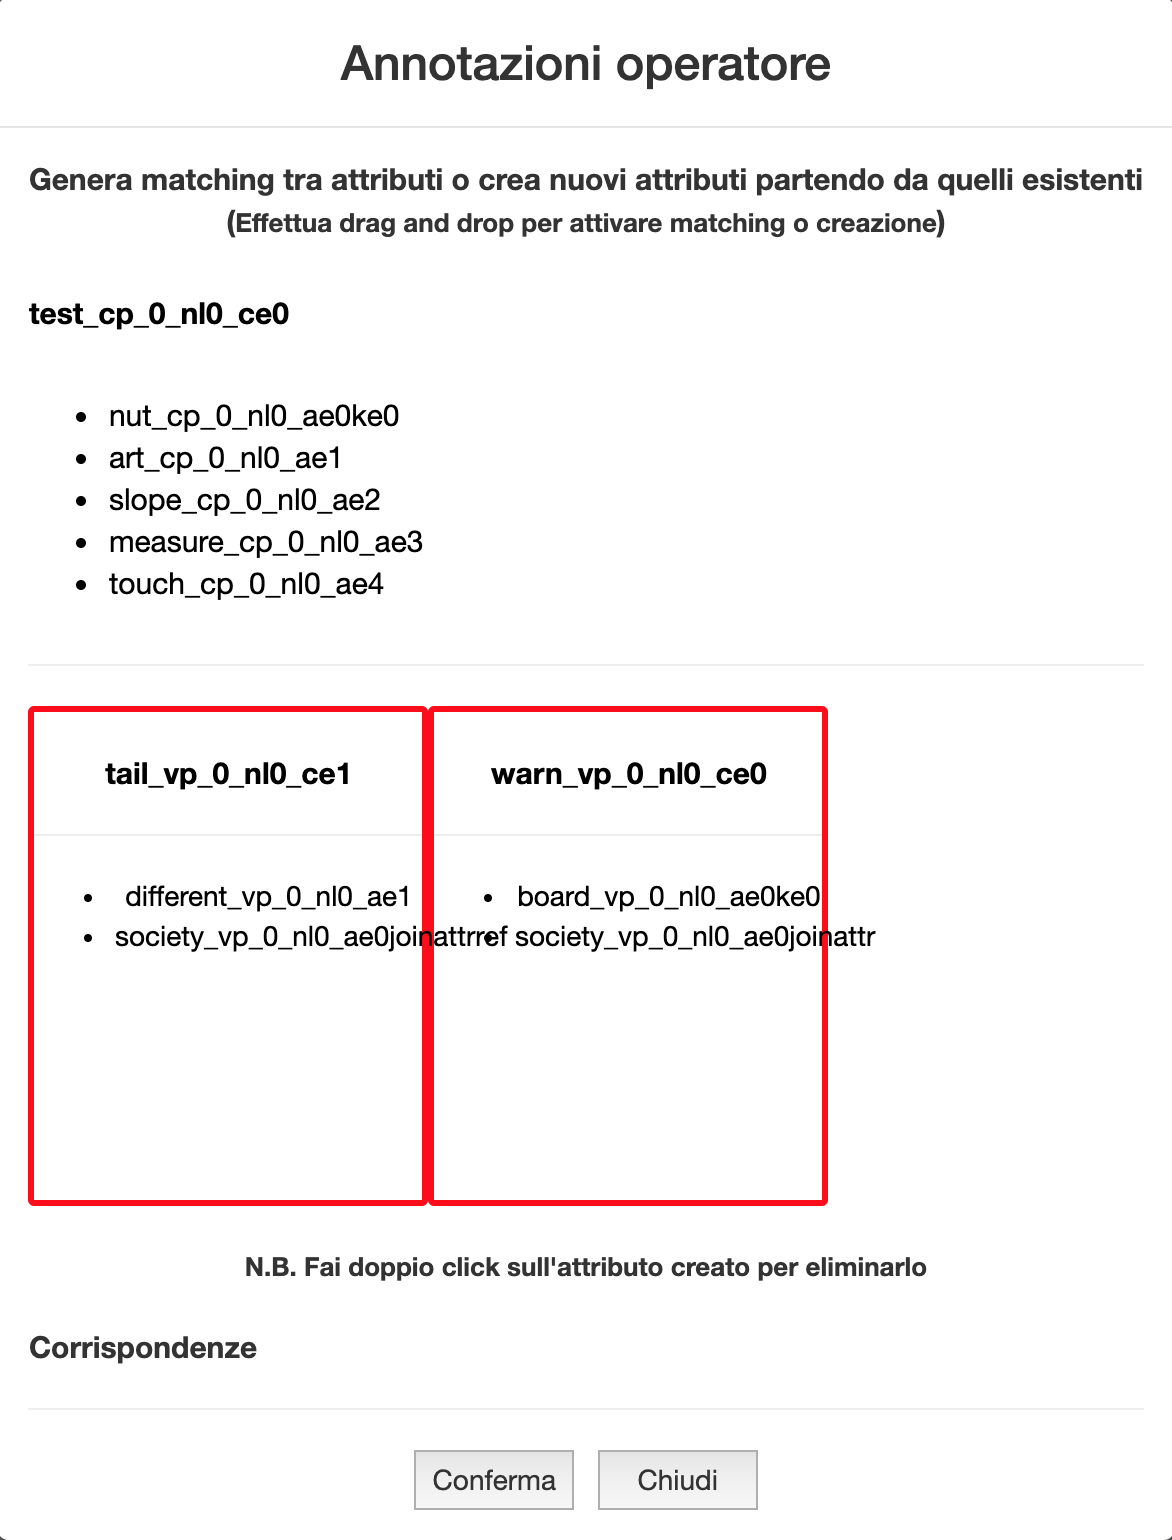 Annotazioni operatore
Genera matching tra attributi o crea nuovi attributi partendo da quelli esistenti
(Effettua drag and drop per attivare matching o creazione)
test_cp_0_nl0_ce0
• nut_cp_0_nl0_ae0ke0
• art_cp_0_nl0_ae1
• slope_cp_0_nl0_ae2
• measure_cp_0_nl0_ae3
• touch_cp_0_nl0_ae4
tail_vp_0_nl0_ce1
• different_vp_0_nl0_ae1
• society_vp_0_nl0_ae0joinattrref
warn_vp_0_nl0_ce0
• board_vp_0_nl0_ae0ke0
• society_vp_0_nl0_ae0joinattr
N.B. Fai doppio click sull'attributo creato per eliminarlo
Corrispondenze
Conferma
Chiudi